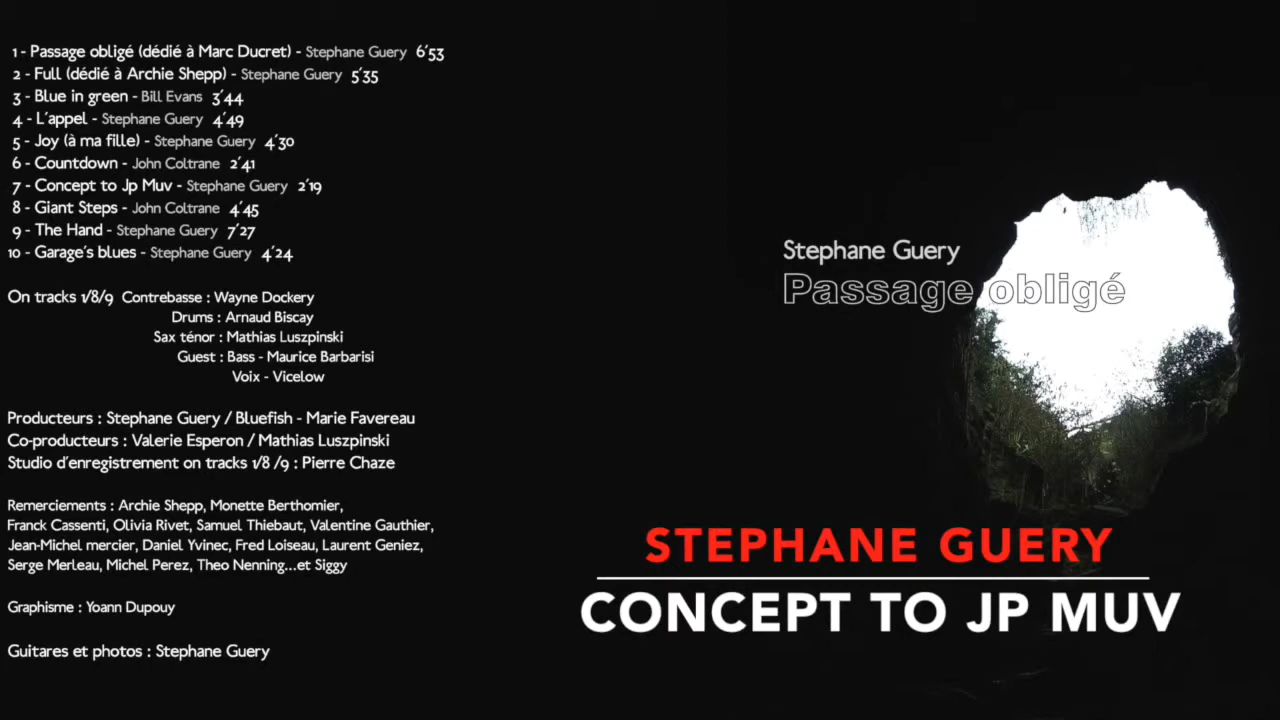 1 - Passage obligé (dédié à Marc Ducret) - Stephane Guery 6'53
2 - Full (dédié à Archie Shepp) - Stephane Guery 5'35
3 - Blue in green - Bill Evans 3'44
4 - L'appel - Stephane Guery 4'49
5 - Joy (à ma fille) - Stephane Guery 4'30
6 - Countdown - John Coltrane 2'41
7 - Concept to Jp Muv - Stephane Guery 2'19
8 - Giant Steps - John Coltrane 4'45
9 - The Hand - Stephane Guery 7'27
10 - Garage's blues - Stephane Guery 4'24
On tracks 1/8/9 Contrebasse : Wayne Dockery
Drums : Arnaud Biscay
Sax ténor : Mathias Luszpinski
Guest : Bass - Maurice Barbarisi
Voix - Vicelow
Producteurs : Stephane Guery / Bluefish - Marie Favereau
Co-producteurs : Valerie Esperon / Mathias Luszpinski
Studio d'enregistrement on tracks 1/8 /9 : Pierre Chaze
Remerciements : Archie Shepp, Monette Berthomier,
Franck Cassenti, Olivia Rivet, Samuel Thiebaut, Valentine Gauthier,
Jean-Michel mercier, Daniel Yvinec, Fred Loiseau, Laurent Geniez,
Serge Merleau, Michel Perez, Theo Nenning...et Siggy
Graphisme : Yoann Dupouy
Guitares et photos : Stephane Guery
Stephane Guery
Passage obligé
STEPHANE GUERY
CONCEPT TO JP MUV